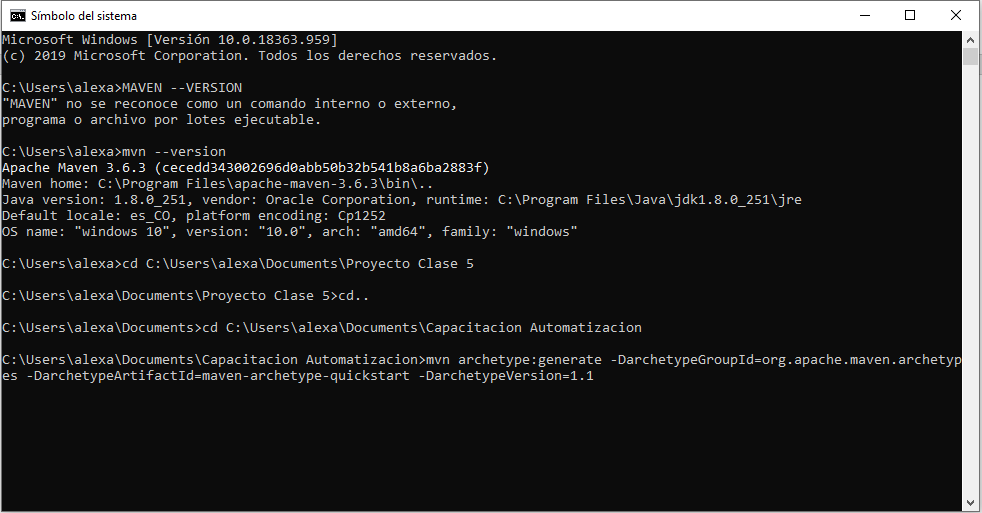 Símbolo del sistema
Microsoft Windows [Versión 10.0.18363.959]
(c) 2019 Microsoft Corporation. Todos los derechos reservados.
C:\Users\alexa>MAVEN --VERSION
"MAVEN" no se reconoce como un comando interno o externo,
programa o archivo por lotes ejecutable.
C:\Users\alexa>mvn --version
Apache Maven 3.6.3 (cecedd343002696d0abb50b32b541b8a6ba2883f)
Maven home: C:\Program Files\apache-maven-3.6.3\bin\..
Java version: 1.8.0_251, vendor: Oracle Corporation, runtime: C:\Program Files\Java\jdk1.8.0_251\jre
Default locale: es_CO, platform encoding: Cp1252
OS name: "windows 10", version: "10.0", arch: "amd64", family: "windows"
C:\Users\alexa>cd C:\Users\alexa\Documents\Proyecto Clase 5
C:\Users\alexa\Documents\Proyecto Clase 5>cd..
C:\Users\alexa\Documents>cd C:\Users\alexa\Documents\Capacitacion Automatizacion
C:\Users\alexa\Documents\Capacitacion Automatizacion>mvn archetype:generate -DarchetypeGroupId=org.apache.maven.archetyp
es -DarchetypeArtifactId=maven-archetype-quickstart -DarchetypeVersion=1.1